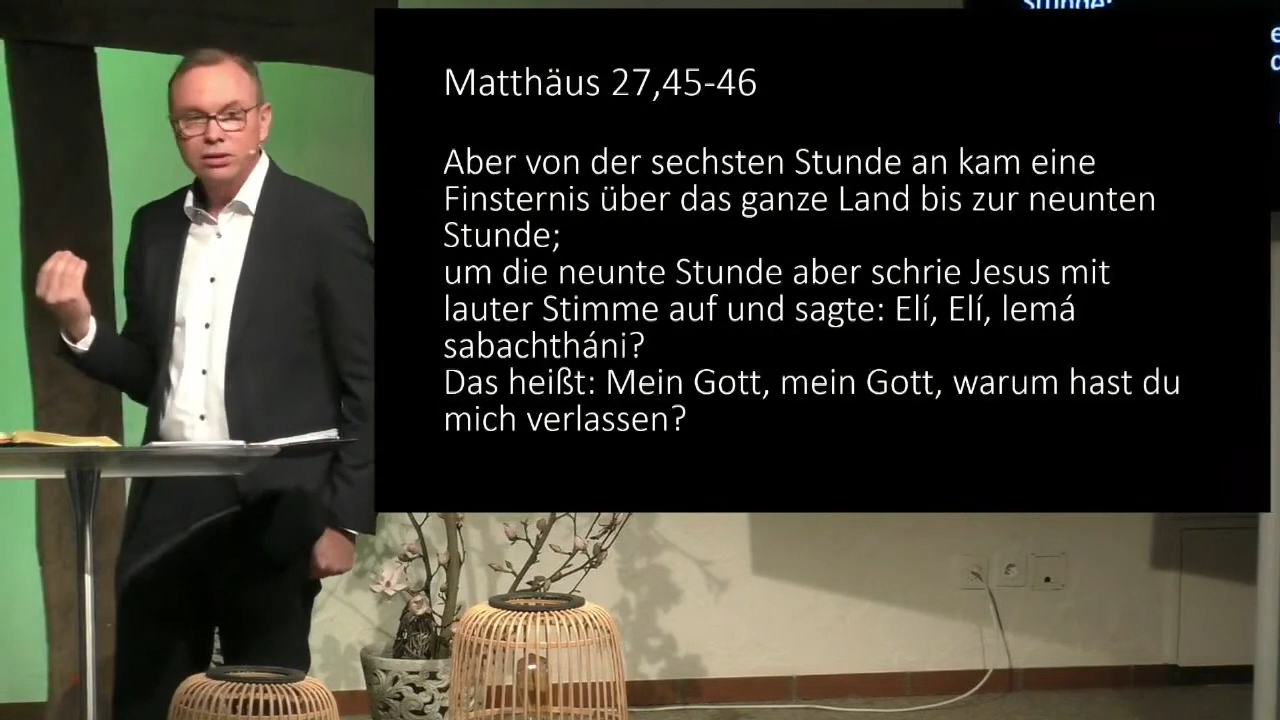 Stunde;
Matthäus 27,45-46
Aber von der sechsten Stunde an kam eine
Finsternis über das ganze Land bis zur neunten
Stunde;
um die neunte Stunde aber schrie Jesus mit
lauter Stimme auf und sagte: Elí, Elí, lemá
sabachtháni?
Das heißt: Mein Gott, mein Gott, warum hast du
mich verlassen?